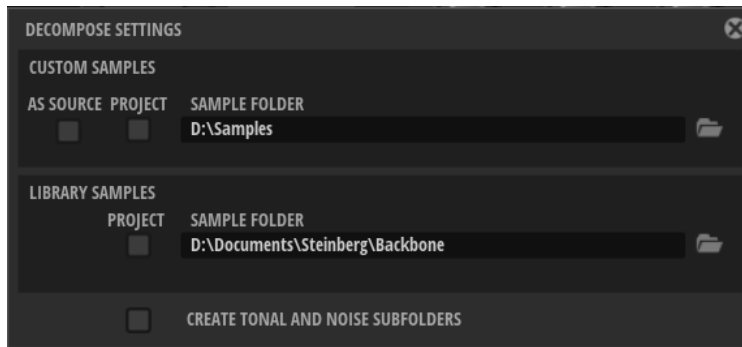 DECOMPOSE SETTINGS
CUSTOM SAMPLES
AS SOURCE PROJECT SAMPLE FOLDER
D:\Samples
LIBRARY SAMPLES
PROJECT SAMPLE FOLDER
D:\Documents\Steinberg\Backbone
CREATE TONAL AND NOISE SUBFOLDERS